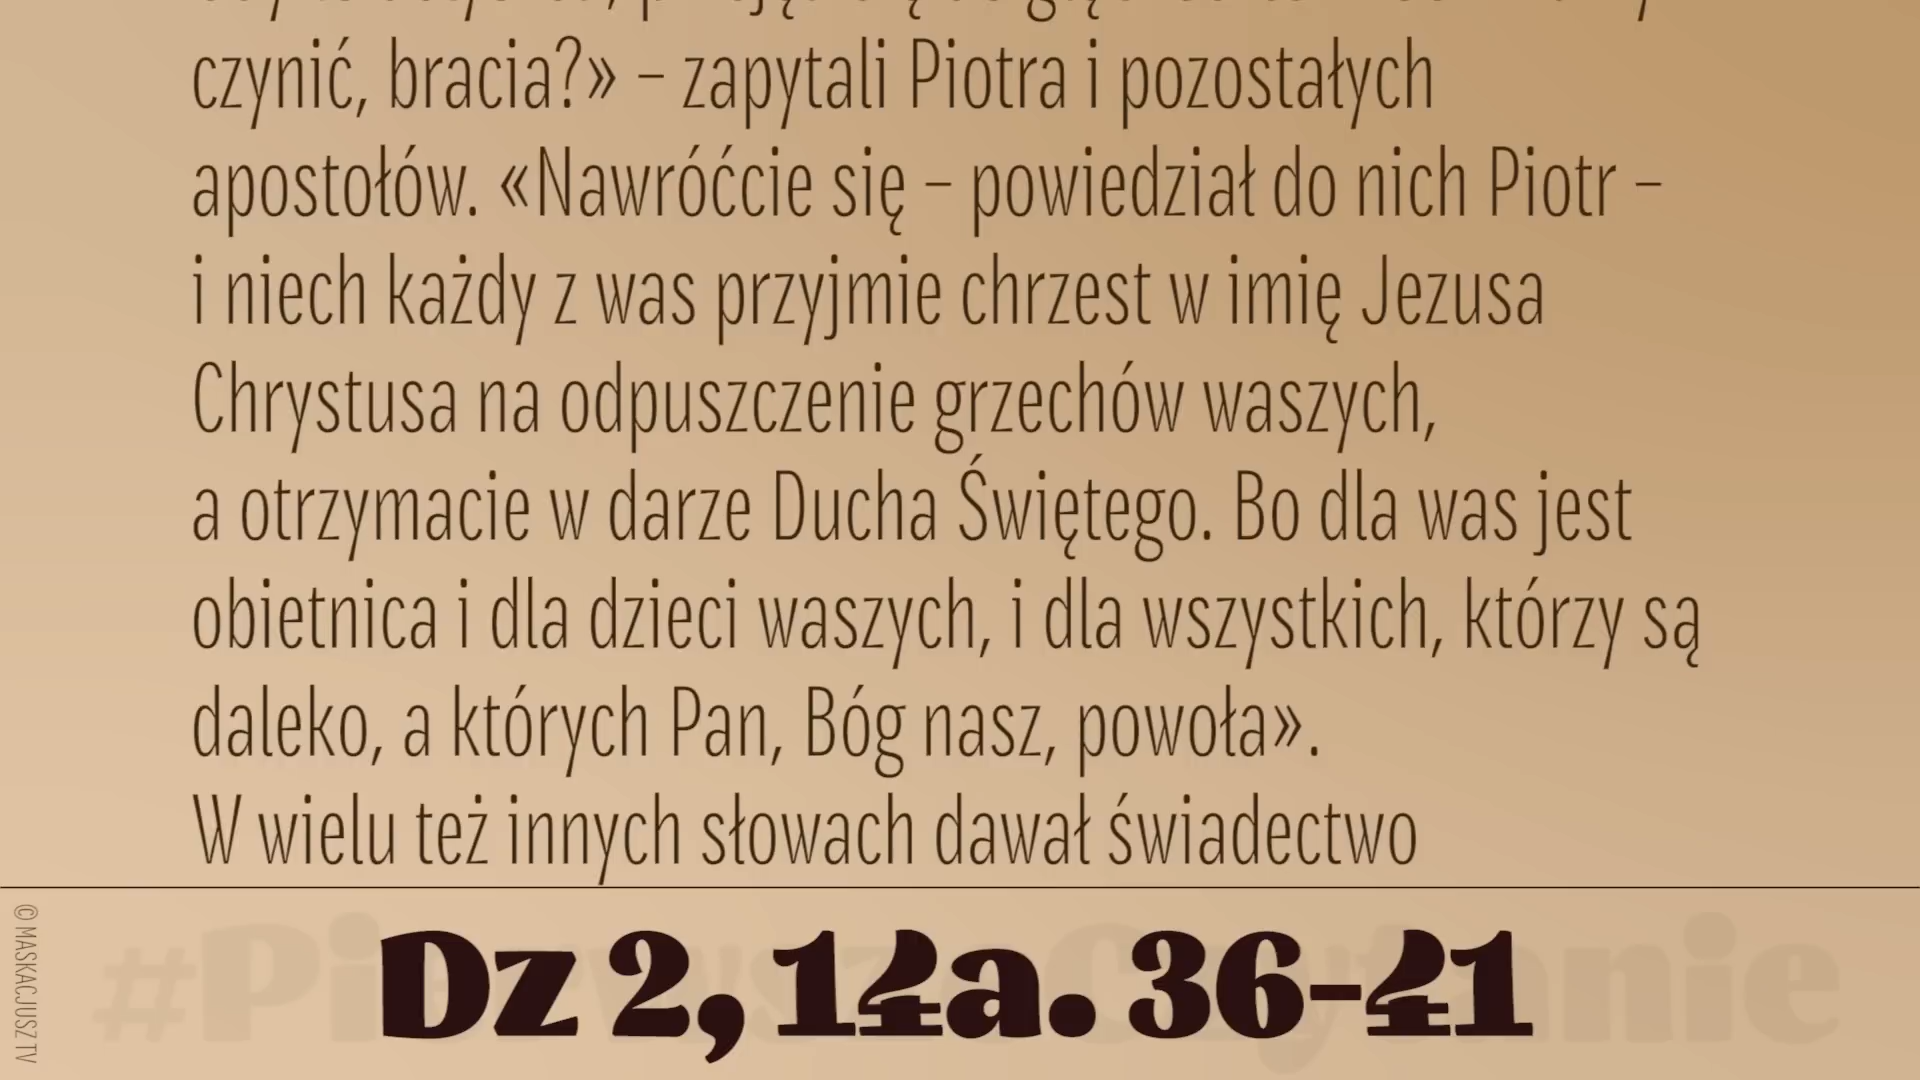 czynić, bracia?» – zapytali Piotra i pozostałych
apostołów. «Nawróćcie się – powiedział do nich Piotr –
i niech każdy z was przyjmie chrzest w imię Jezusa
Chrystusa na odpuszczenie grzechów waszych,
a otrzymacie w darze Ducha Świętego. Bo dla was jest
obietnica i dla dzieci waszych, i dla wszystkich, którzy są
daleko, a których Pan, Bóg nasz, powoła».
W wielu też innych słowach dawał świadectwo
#PierwszeCzytanie
Dz 2, 14a. 36-41
© MASKACJUSZ TV